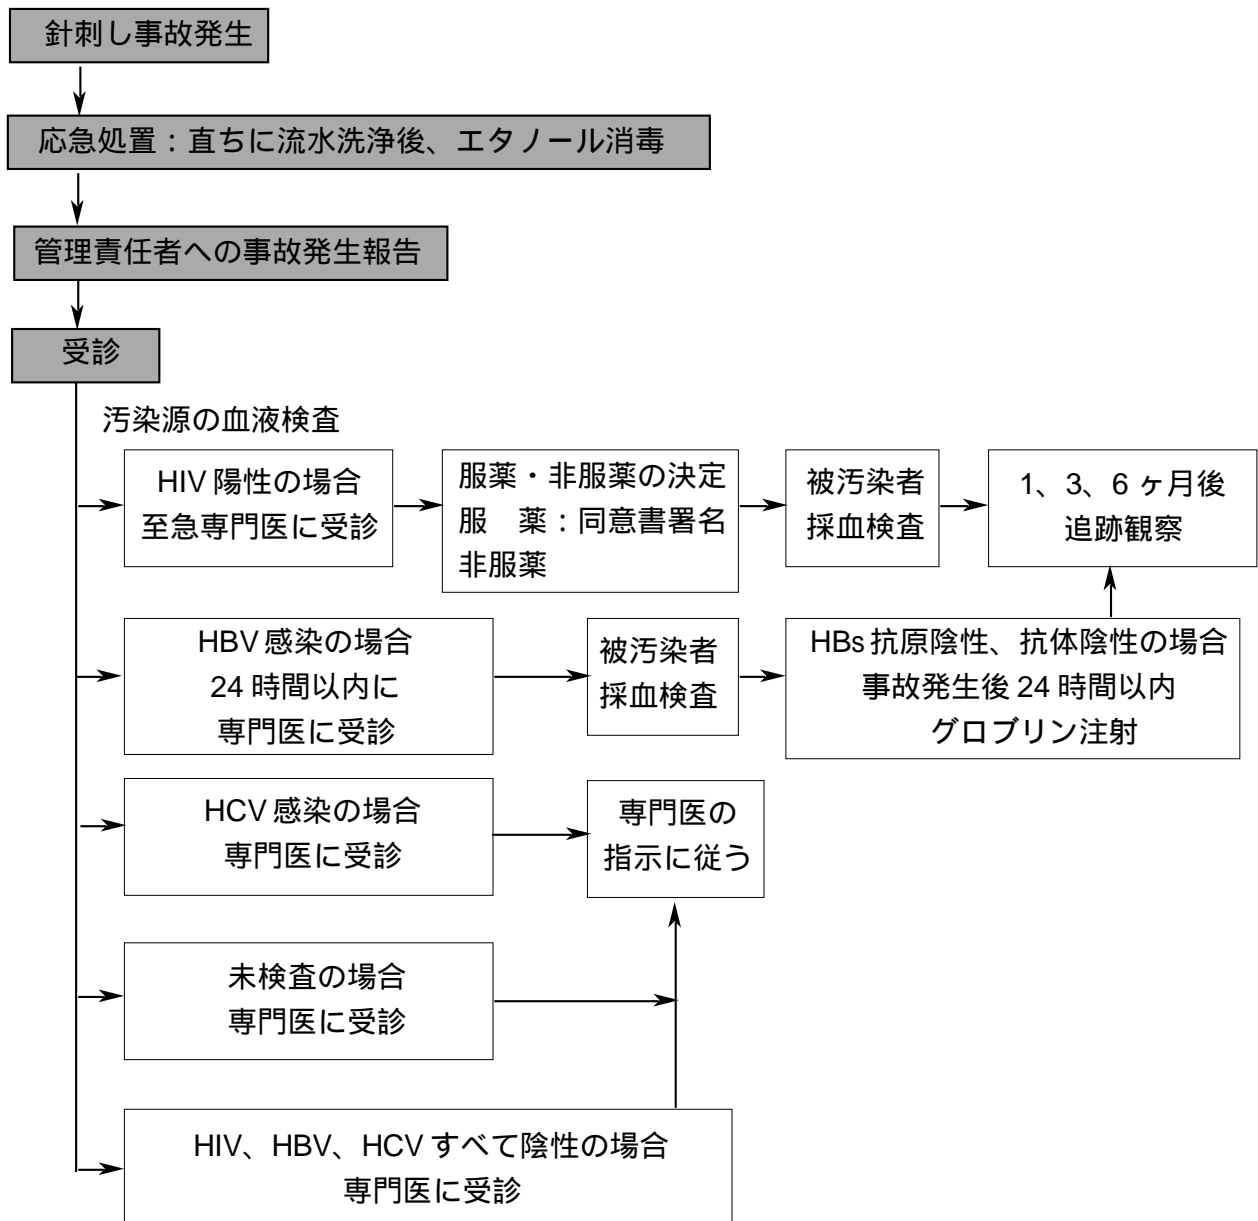 針刺し事故発生
応急処置：直ちに流水洗浄後、エタノール消毒
管理責任者への事故発生報告
受診
汚染源の血液検査
HIV 陽性の場合
至急専門医に受診
服薬・非服薬の決定
服　薬：同意書署名
非服薬
被汚染者
採血検査
1、3、6 ヶ月後
追跡観察
HBV 感染の場合
24 時間以内に
専門医に受診
被汚染者
採血検査
HBs 抗原陰性、抗体陰性の場合
事故発生後 24 時間以内
グロブリン注射
HCV 感染の場合
専門医に受診
専門医の
指示に従う
未検査の場合
専門医に受診
HIV、HBV、HCV すべて陰性の場合
専門医に受診